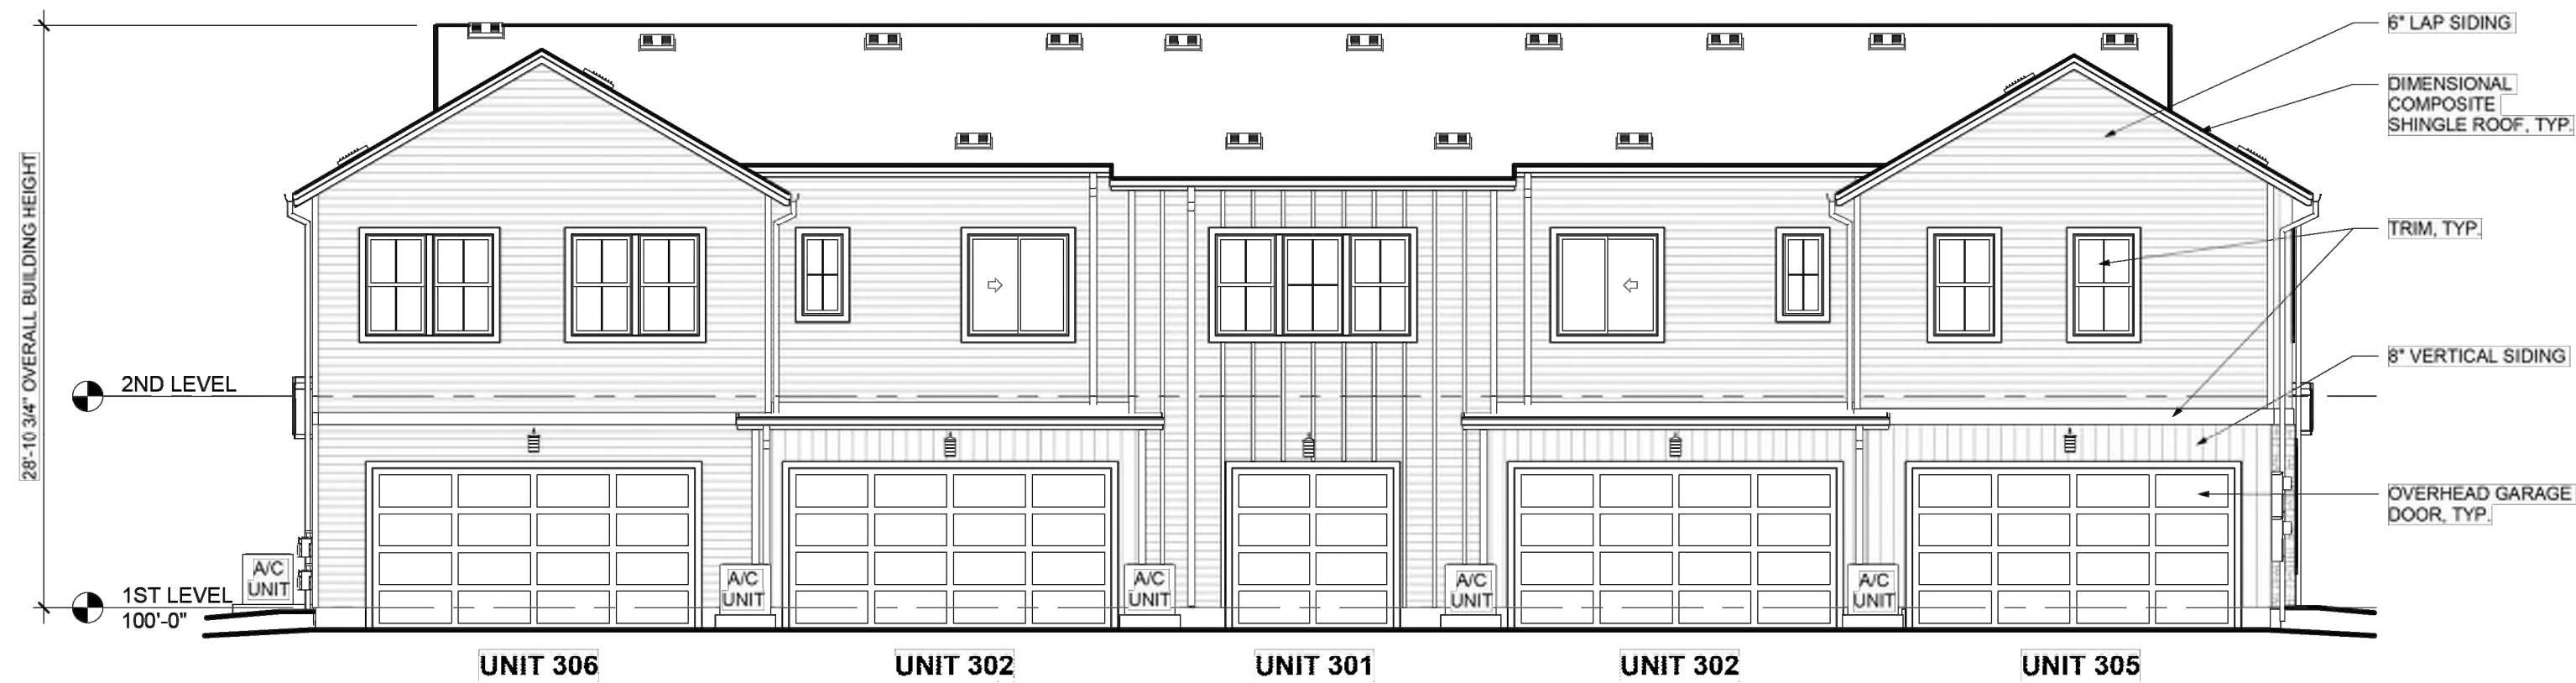 6" LAP SIDING
DIMENSIONAL
COMPOSITE
SHINGLE ROOF, TYP.
TRIM, TYP.
8" VERTICAL SIDING
OVERHEAD GARAGE
DOOR, TYP.
28'-10 3/4" OVERALL BUILDING HEIGHT
2ND LEVEL
1ST LEVEL
100'-0"
A/C
UNIT
A/C
UNIT
A/C
UNIT
A/C
UNIT
A/C
UNIT
UNIT 306
UNIT 302
UNIT 301
UNIT 302
UNIT 305